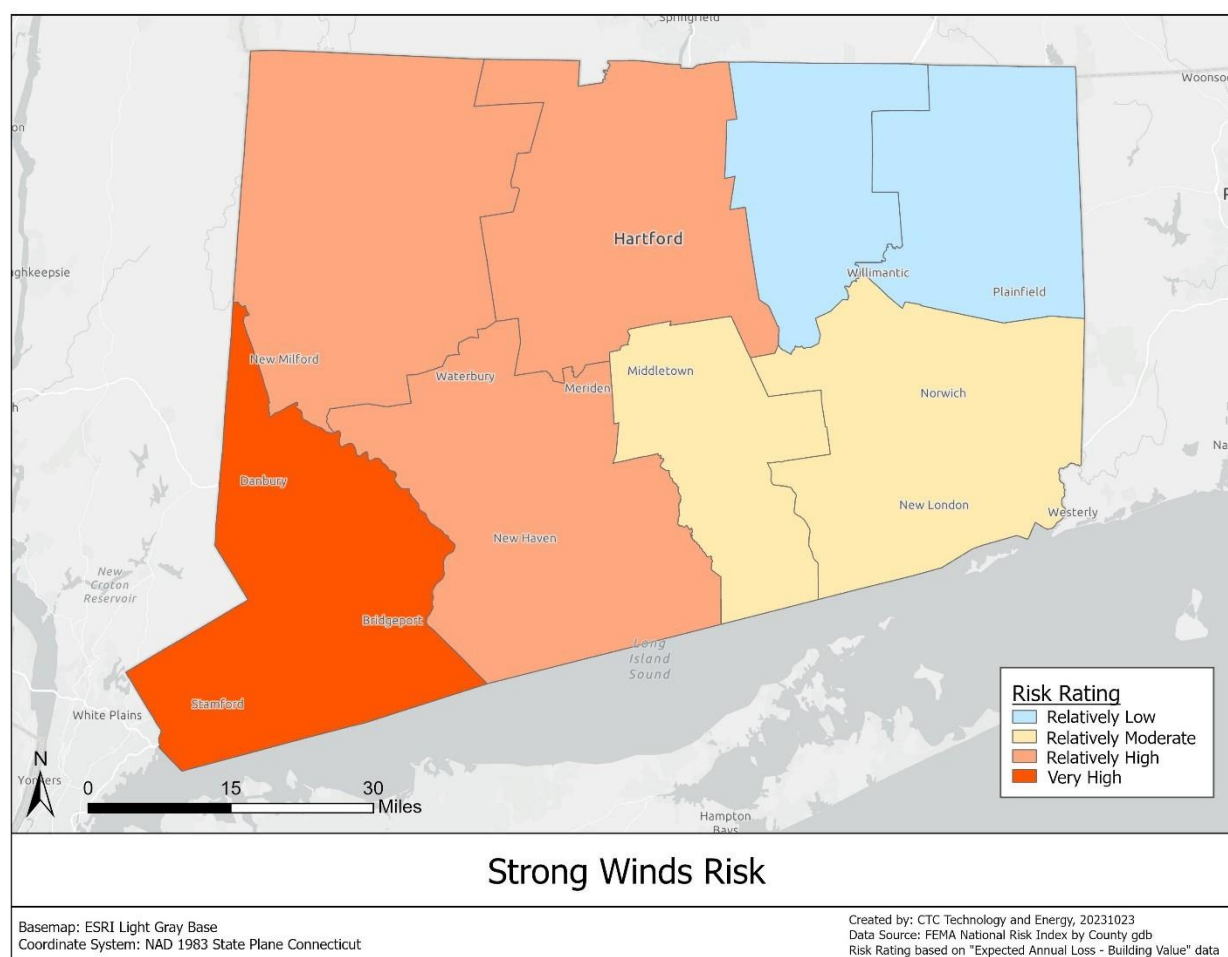 Springfield
Woonso
on
Hartford
ghkeepsie
Willimantic
Plainfield
New Milford
Waterbury
Meriden
Middletown
Norwich
Danbury
New London
Westerly
New Haven
New
Croton
Reservoir
Bridgeport
Long
Island
Sound
Stamford
White Plains
Yonkers
N
0 15 30
Miles
Hampton
Bays
Risk Rating
Relatively Low
Relatively Moderate
Relatively High
Very High
Strong Winds Risk
Basemap: ESRI Light Gray Base
Coordinate System: NAD 1983 State Plane Connecticut
Created by: CTC Technology and Energy, 20231023
Data Source: FEMA National Risk Index by County gdb
Risk Rating based on "Expected Annual Loss - Building Value" data